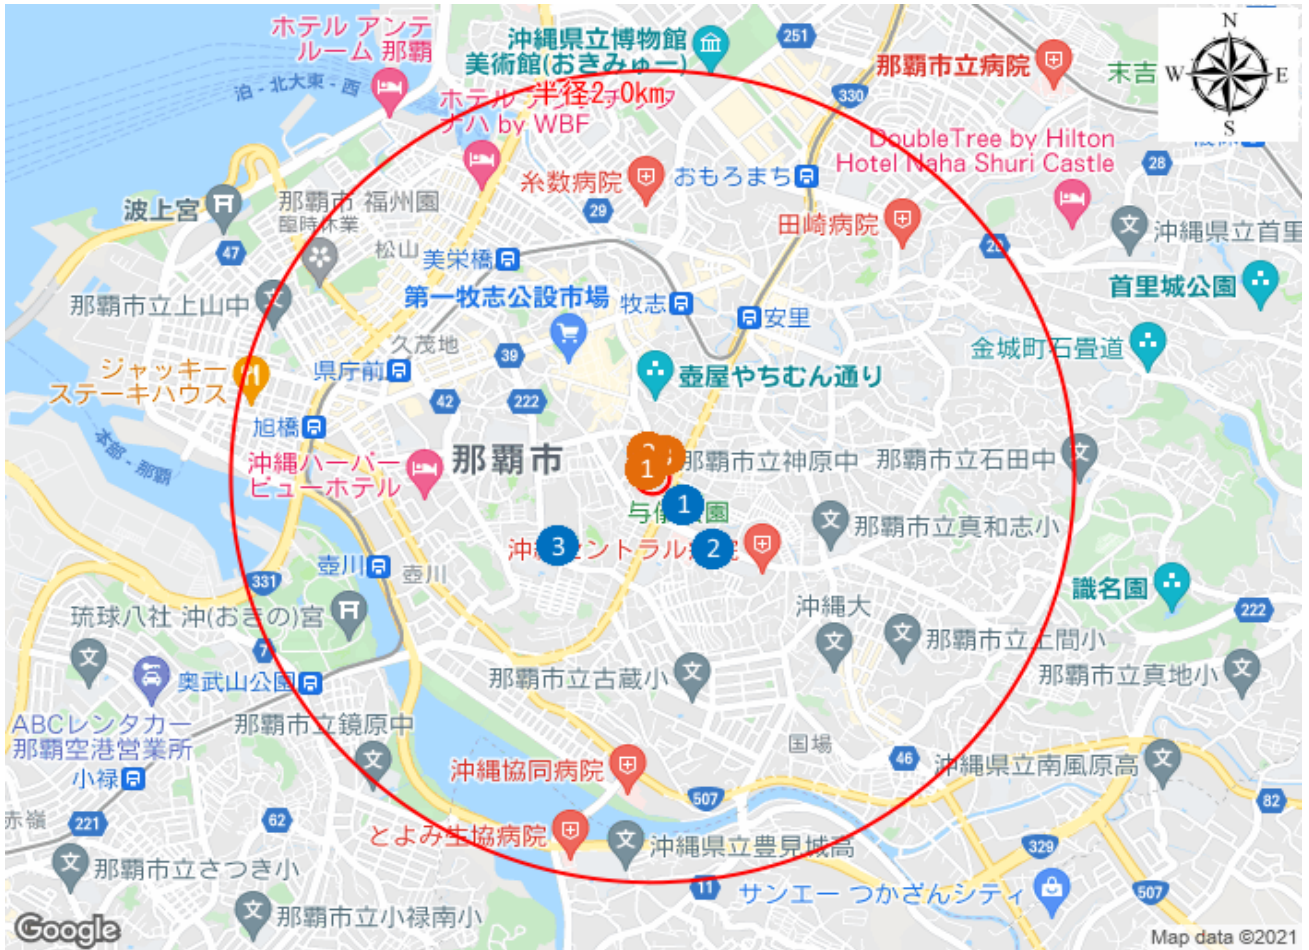 ホテル アンテ
ルーム 那覇
沖縄県立博物館
美術館(おきみゅー)
251
那覇市立病院
末吉
N
W
E
S
泊 - 北大東 - 西
半径2.0km
ナハ by WBF
330
DoubleTree by Hilton
Hotel Naha Shuri Castle
28
糸数病院
おもろまち
29
田崎病院
波上宮
那覇市 福州園
臨時休業
松山
47
美栄橋
29
沖縄県立首里
首里城公園
那覇市立上山中
第一牧志公設市場
牧志
安里
久茂地
39
金城町石畳道
ジャッキー
ステーキハウス
県庁前
壺屋やちむん通り
42
222
旭橋
本部 - 那覇
沖縄ハーバー
ビューホテル
那覇市
2
1
那覇市立神原中
那覇市立石田中
1
那覇市立真和志小
3
2
331
壺川
壺川
識名園
222
琉球八社 沖(おきの)宮
沖縄大
那覇市立上間小
7
奥武山公園
那覇市立古蔵小
那覇市立真地小
ABCレンタカー
那覇空港営業所
那覇市立鏡原中
小禄
国場
46
沖縄県立南風原高
沖縄協同病院
507
82
赤嶺
221
62
とよみ生協病院
沖縄県立豊見城高
329
那覇市立さつき小
11
サンエー つかざんシティ
507
那覇市立小禄南小
Google
Map data ©2021